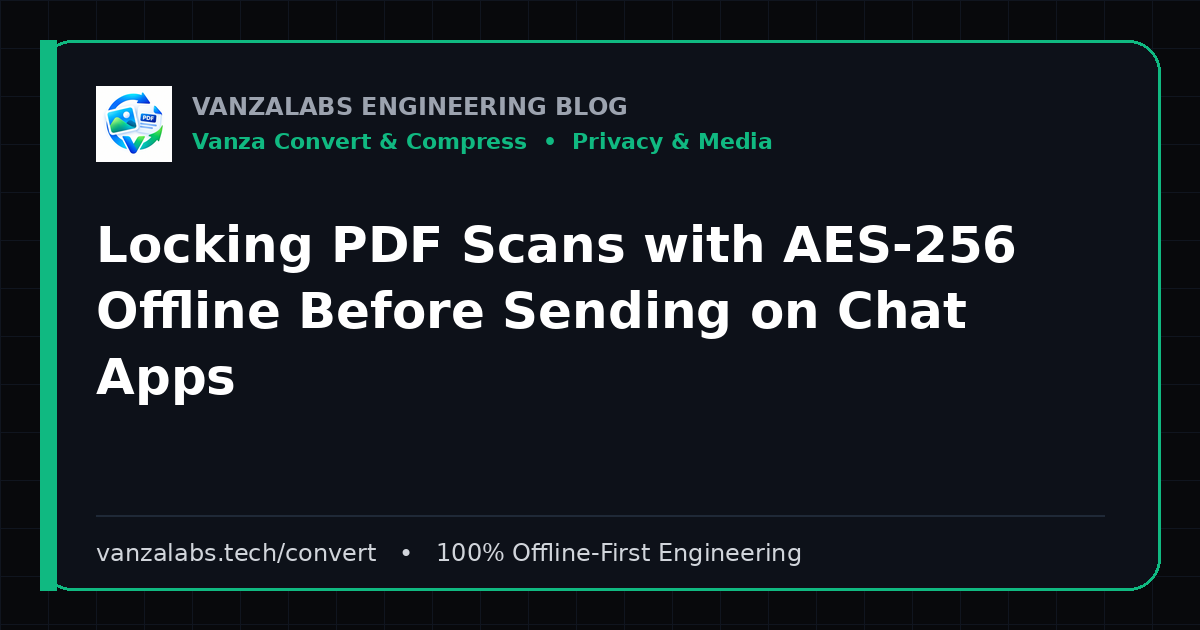 VANZALABS ENGINEERING BLOG
Vanza Convert & Compress • Privacy & Media
PDF
Locking PDF Scans with AES-256
Offline Before Sending on Chat
Apps
vanzalabs.tech/convert • 100% Offline-First Engineering